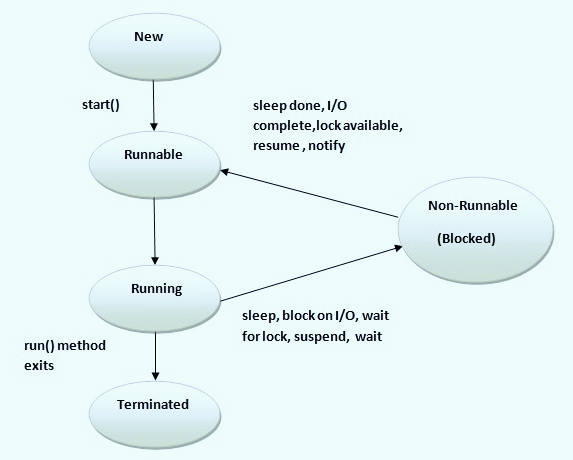 New
start()
sleep done, I/O
complete,lock available,
resume , notify
Runnable
Non-Runnable
(Blocked)
Running
sleep, block on I/O, wait
for lock, suspend, wait
run() method
exits
Terminated